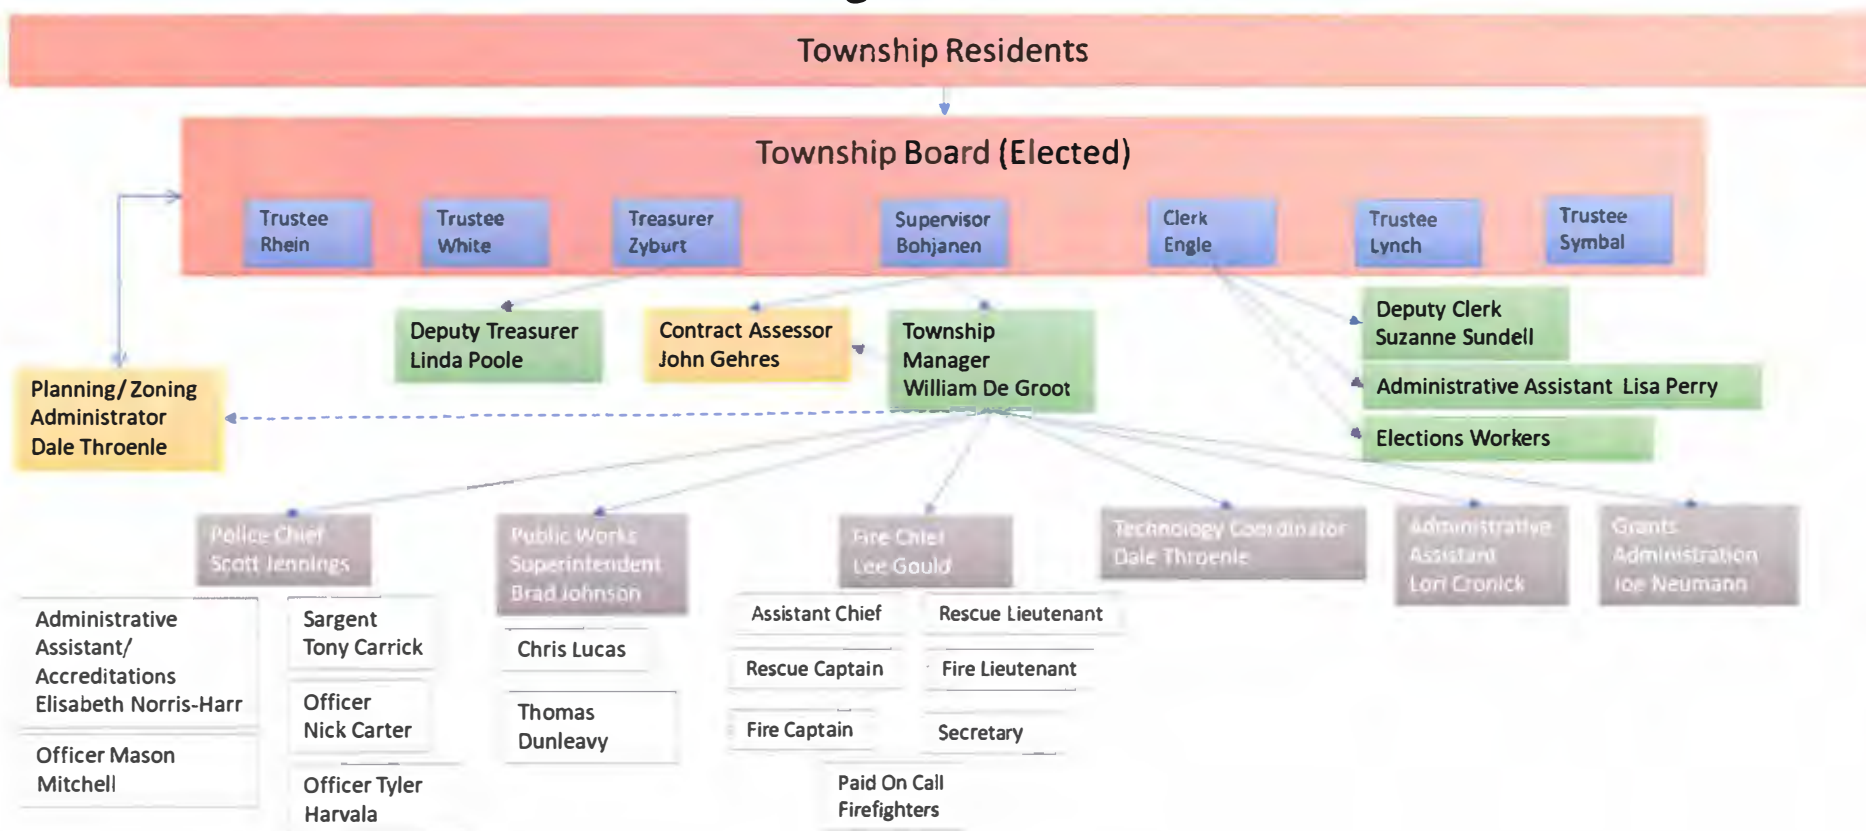 Township Residents
Township Board (Elected)
Trustee
Rhein
Trustee
White
Treasurer
Zyburt
Supervisor
Bohjanen
Clerk
Engle
Trustee
Lynch
Trustee
Symbal
Deputy Treasurer
Linda Poole
Contract Assessor
John Gehres
Township
Manager
William De Groot
Deputy Clerk
Suzanne Sundell
Administrative Assistant Lisa Perry
Elections Workers
Planning/ Zoning
Administrator
Dale Throenle
Police Chief
Scott Jennings
Public Works
Superintendent
Brad Johnson
Fire Chief
Lee Gould
Technology Coordinator
Dale Throenle
Administrative
Assistant
Lori Cronick
Grants
Administration
Joe Neumann
Administrative
Assistant/
Accreditations
Elisabeth Norris-Harr
Officer Mason
Mitchell
Sargent
Tony Carrick
Officer
Nick Carter
Officer Tyler
Harvala
Chris Lucas
Thomas
Dunleavy
Assistant Chief
Rescue Captain
Fire Captain
Rescue Lieutenant
Fire Lieutenant
Secretary
Paid On Call
Firefighters